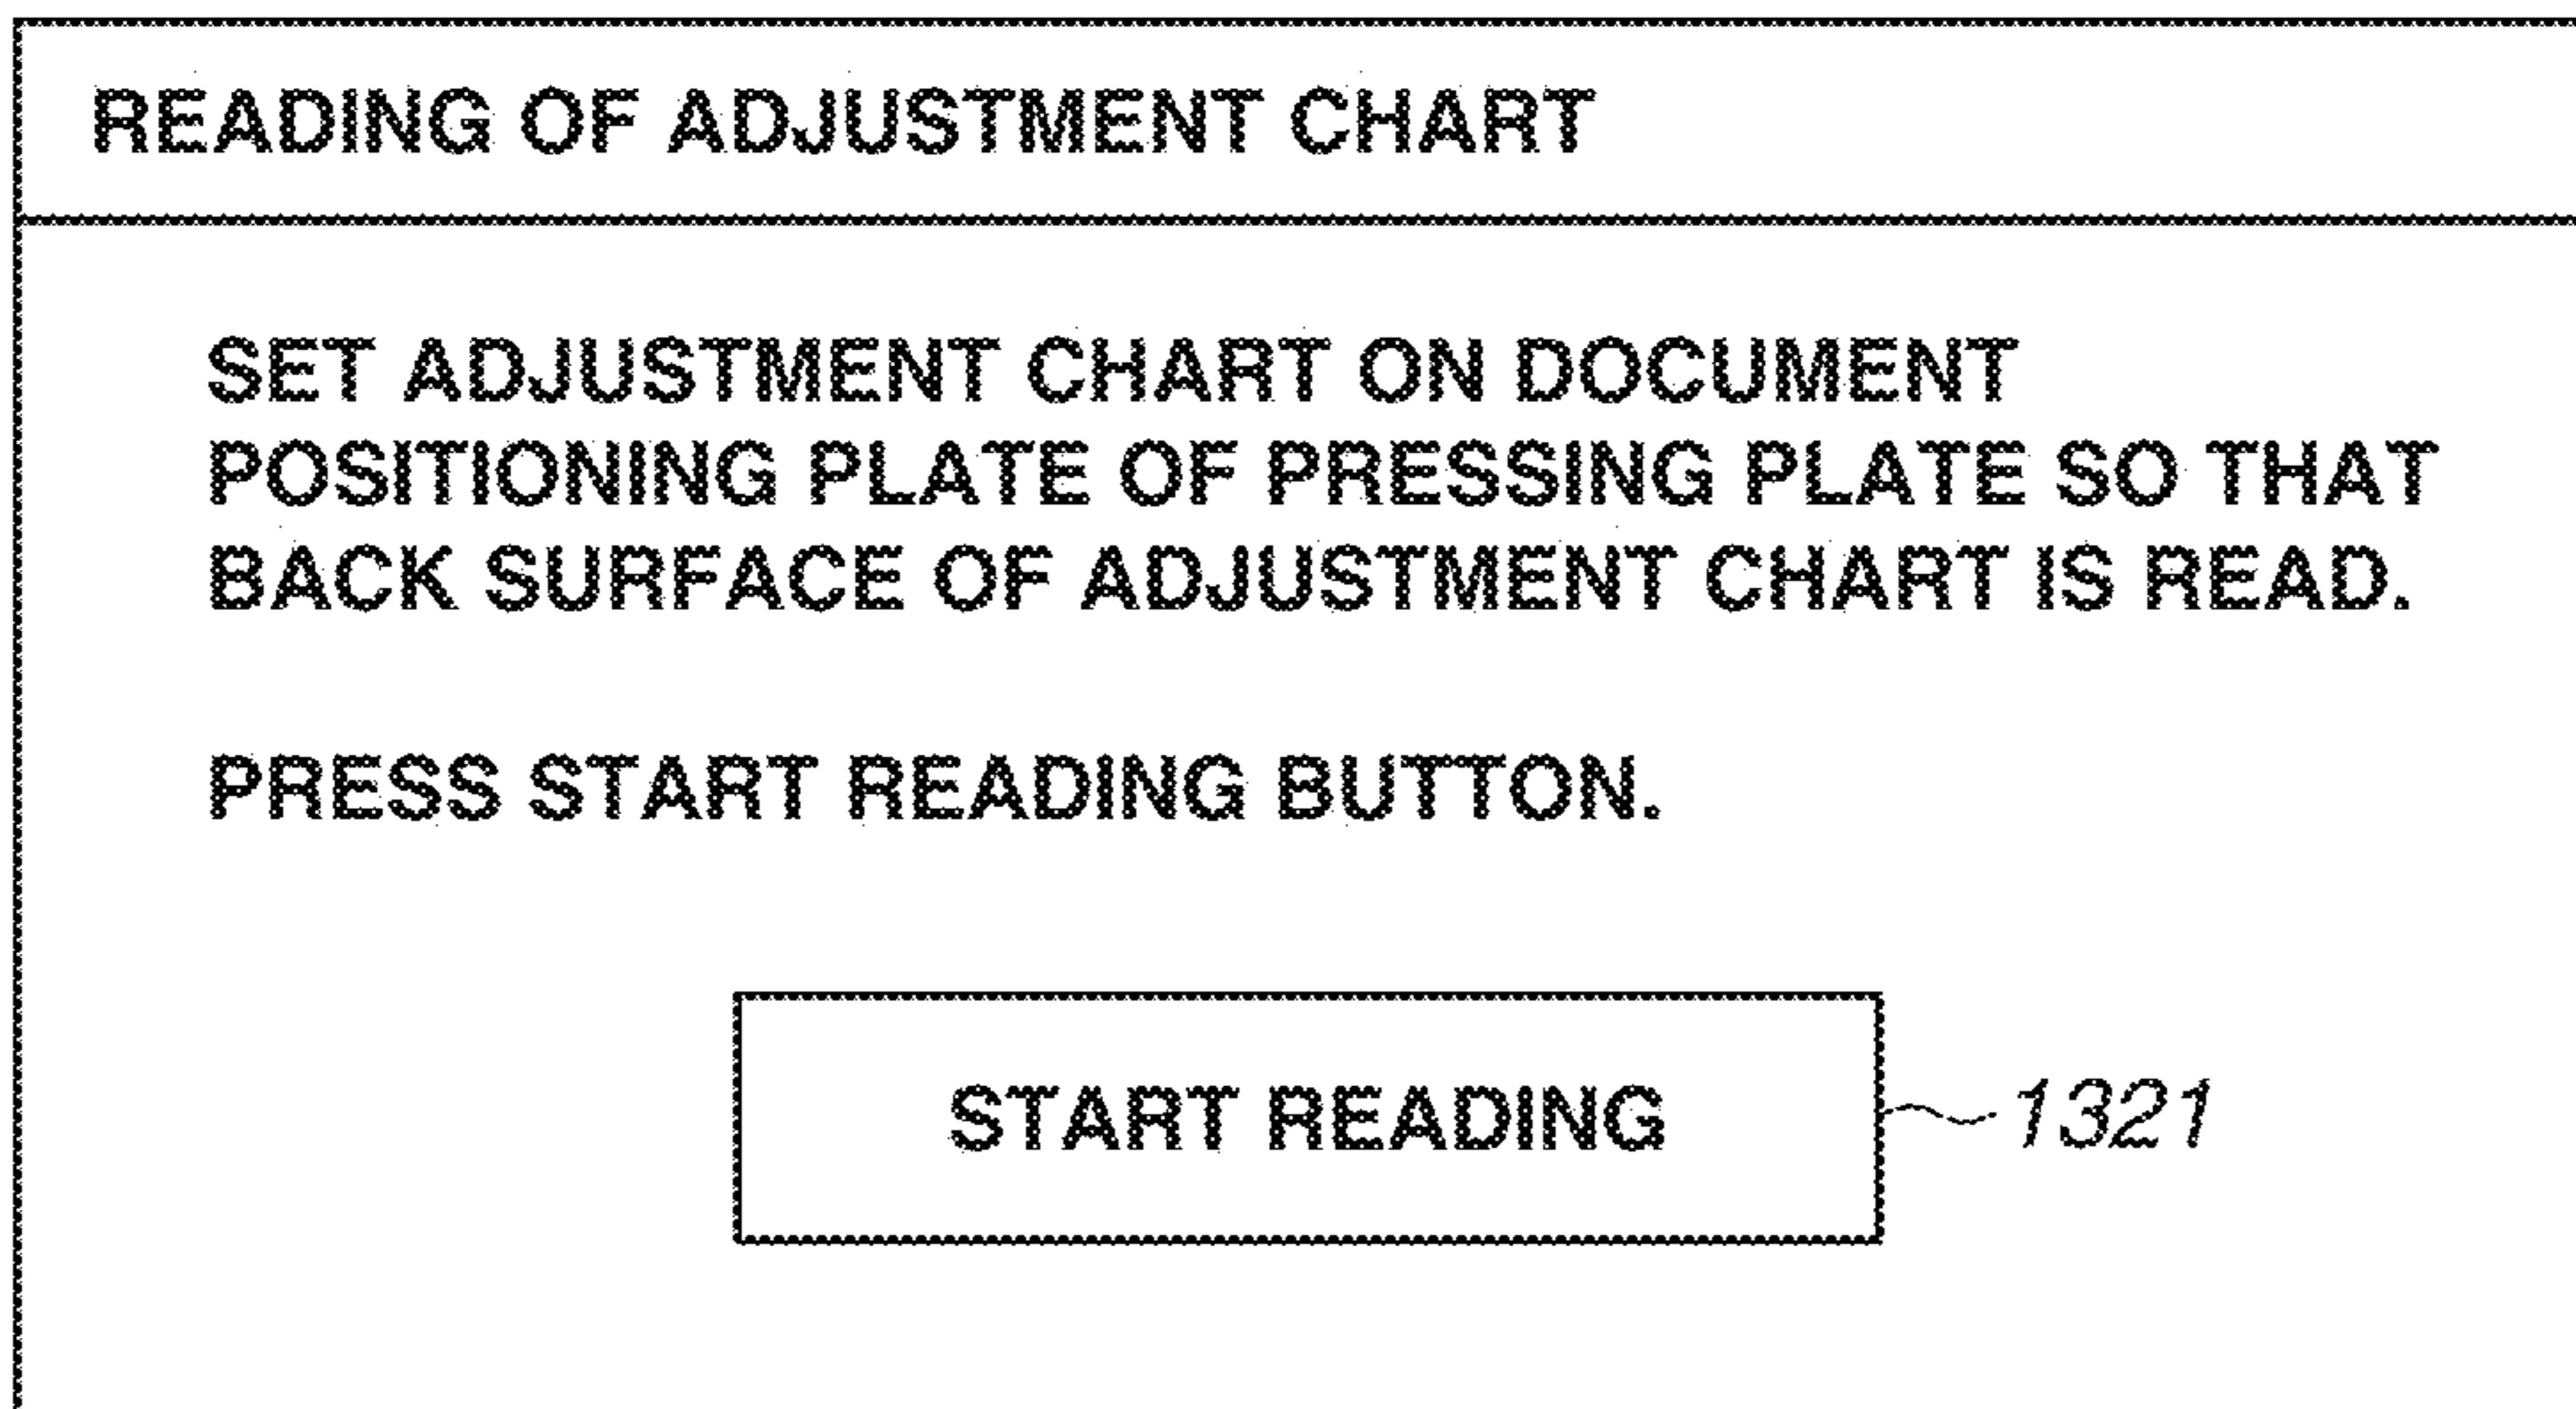 READING OF ADJUSTMENT CHART
SET ADJUSTMENT CHART ON DOCUMENT
POSITIONING PLATE OF PRESSING PLATE SO THAT
BACK SURFACE OF ADJUSTMENT CHART IS READ.
PRESS START READING BUTTON.
START READING
1321